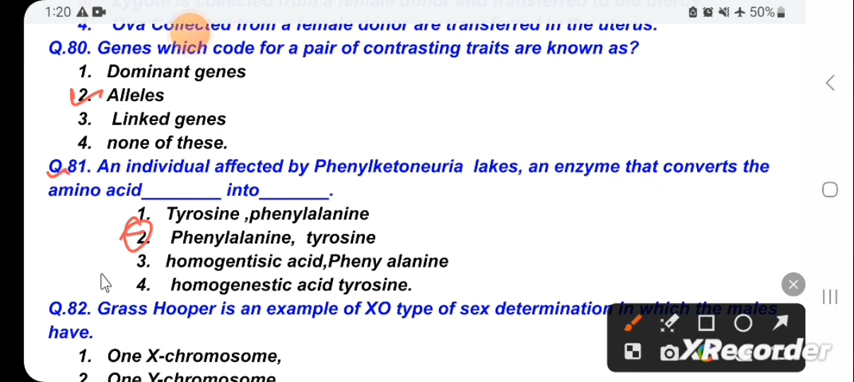 1:20
50%
4. Ova Collected from a female donor are transferred in the uterus.
Q.80. Genes which code for a pair of contrasting traits are known as?
1. Dominant genes
2. Alleles
3. Linked genes
4. none of these.
Q.81. An individual affected by Phenylketoneuria lakes, an enzyme that converts the
amino acid________ into_______.
1. Tyrosine ,phenylalanine
2. Phenylalanine, tyrosine
3. homogentisic acid,Pheny alanine
4. homogenestic acid tyrosine.
Q.82. Grass Hooper is an example of XO type of sex determination in which the males
have.
1. One X-chromosome,
2. One Y-chromosome
XRecorder